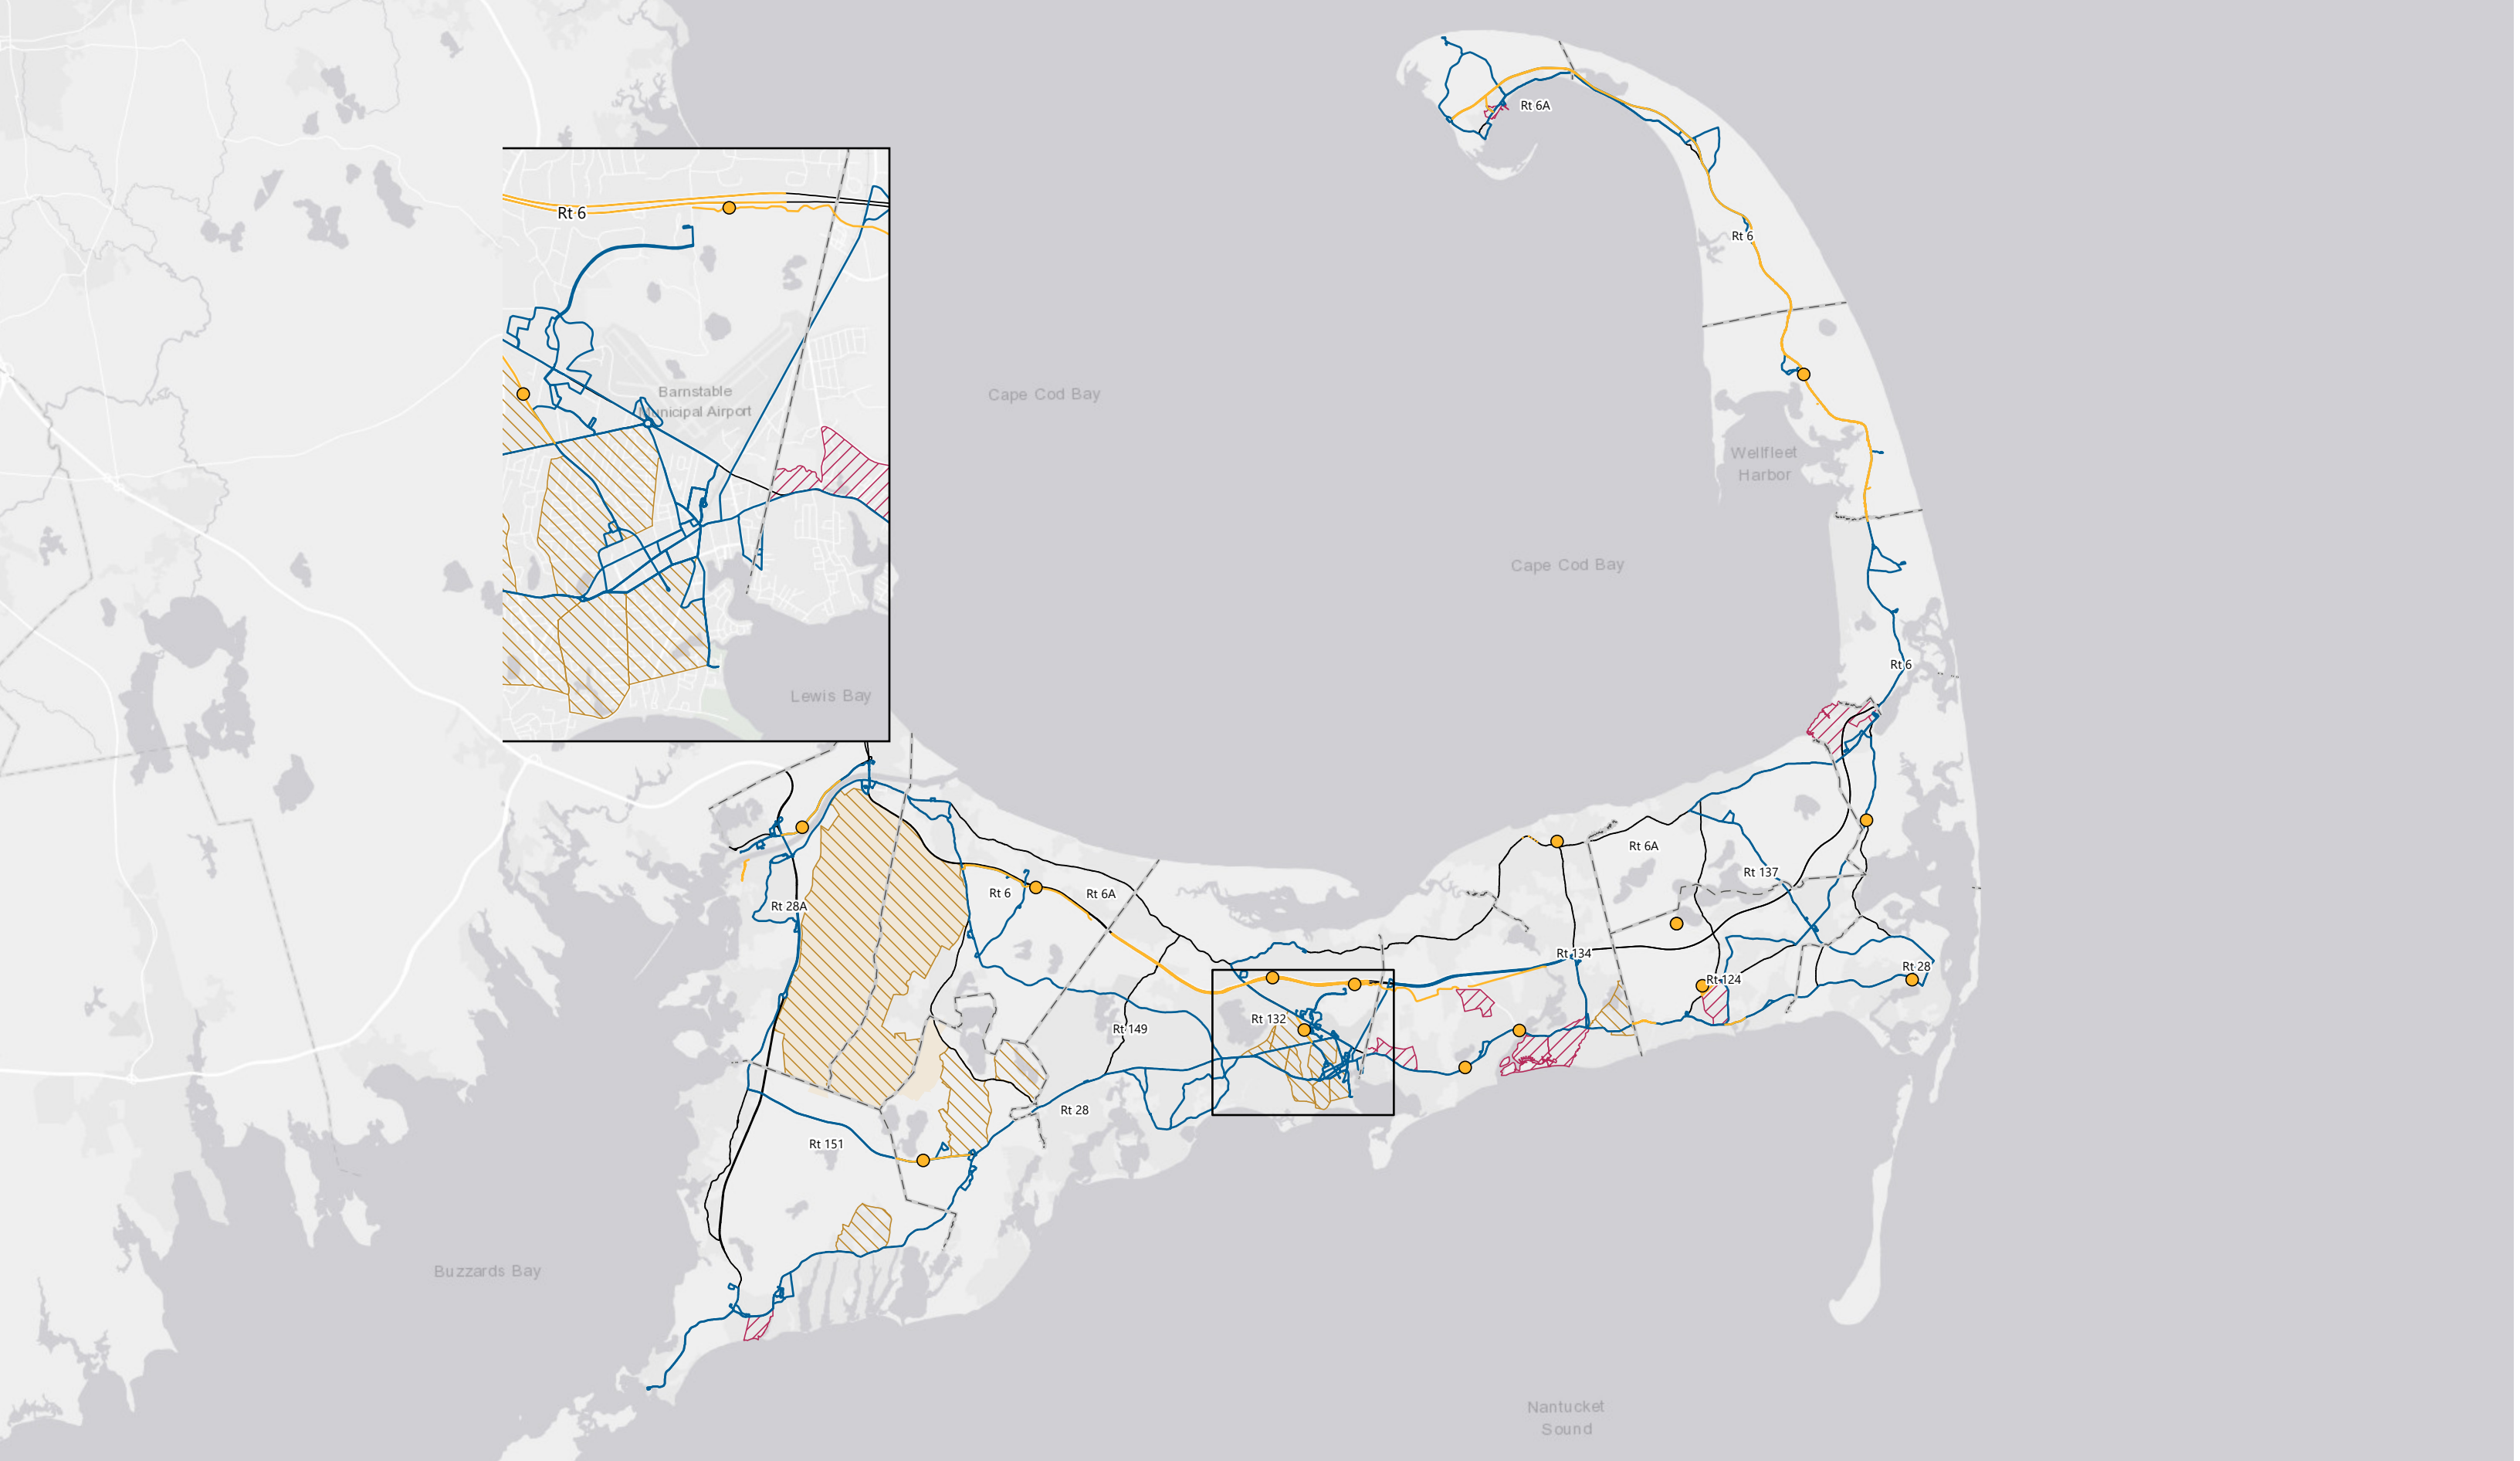 Rt 6A
Rt 6
Rt 6
Barnstable
Municipal Airport
Cape Cod Bay
Wellfleet
Harbor
Cape Cod Bay
Rt 6
Lewis Bay
Rt 6A
Rt 137
Rt 28A
Rt 6
Rt 6A
Rt 134
Rt 28
Rt 124
Rt 132
Rt 149
Rt 28
Rt 151
Buzzards Bay
Nantucket
Sound